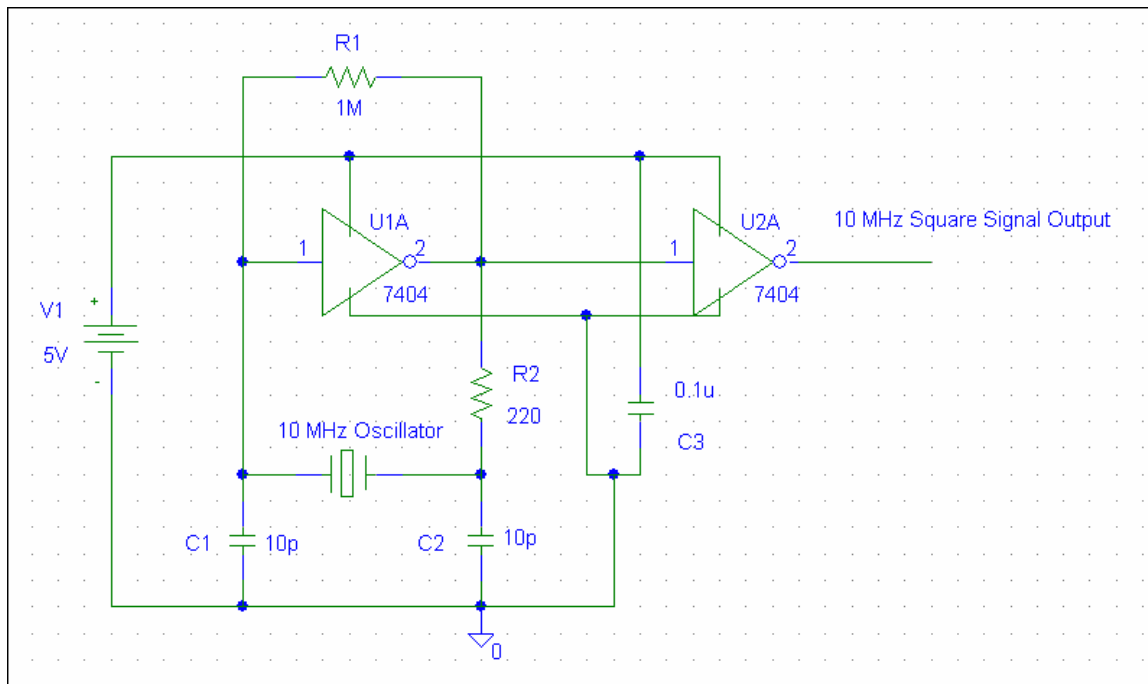 R1
1M
U1A
1
2
7404
U2A
1
2
7404
10 MHz Square Signal Output
V1
+
5V
-
R2
220
0.1u
C3
10 MHz Oscillator
C1
10p
C2
10p
0